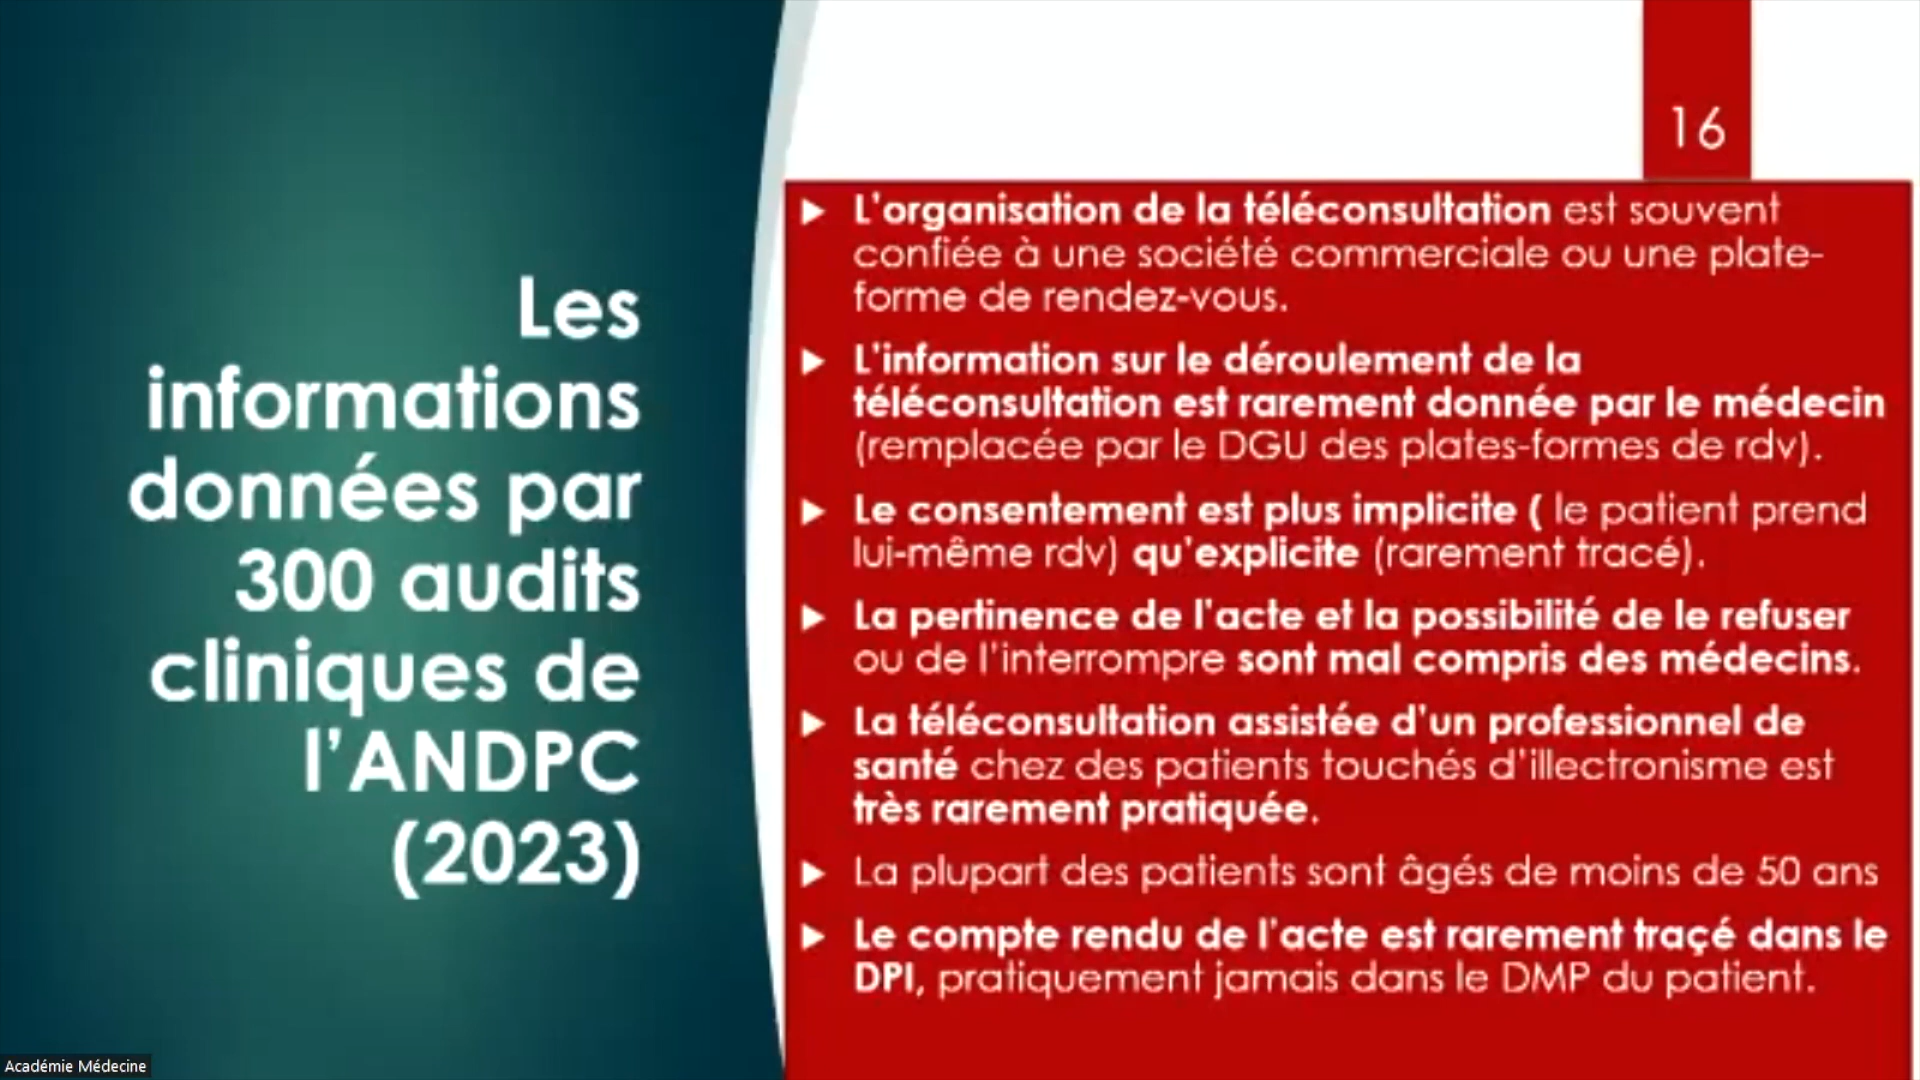 Les
informations
données par
300 audits
cliniques de
l'ANDPC
(2023)
16
L'organisation de la téléconsultation est souvent
confiée à une société commerciale ou une plate-
forme de rendez-vous.
L'information sur le déroulement de la
téléconsultation est rarement donnée par le médecin
(remplacée par le DGU des plates-formes de rdv).
Le consentement est plus implicite ( le patient prend
lui-même rdv) qu'explicite (rarement tracé).
La pertinence de l'acte et la possibilité de le refuser
ou de l'interrompre sont mal compris des médecins.
La téléconsultation assistée d'un professionnel de
santé chez des patients touchés d'illectronisme est
très rarement pratiquée.
La plupart des patients sont âgés de moins de 50 ans
Le compte rendu de l'acte est rarement traçé dans le
DPI, pratiquement jamais dans le DMP du patient.
Académie Médecine